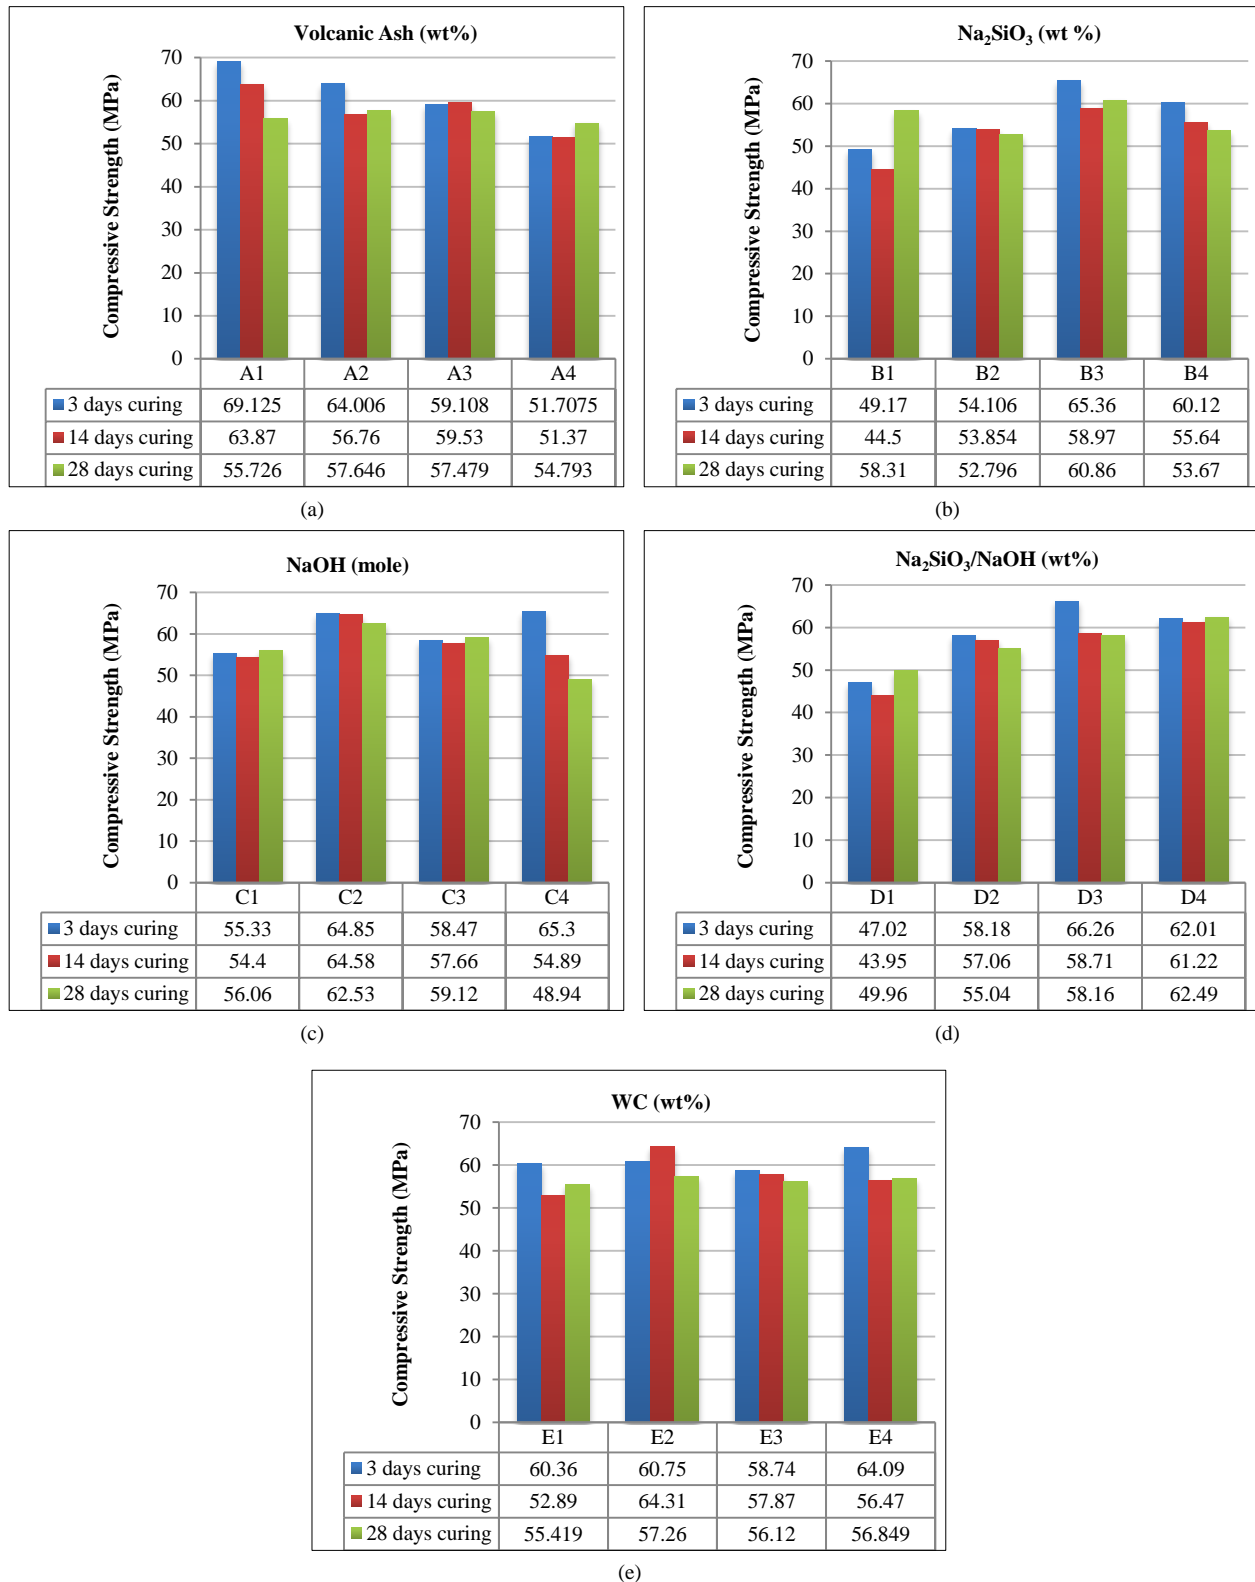 Volcanic Ash (wt%)
Compressive Strength (MPa)
70
60
50
40
30
20
10
0
A1 A2 A3 A4
3 days curing 69.125 64.006 59.108 51.7075
14 days curing 63.87 56.76 59.53 51.37
28 days curing 55.726 57.646 57.479 54.793
(a)
Na₂SiO₃ (wt %)
Compressive Strength (MPa)
70
60
50
40
30
20
10
0
B1 B2 B3 B4
3 days curing 49.17 54.106 65.36 60.12
14 days curing 44.5 53.854 58.97 55.64
28 days curing 58.31 52.796 60.86 53.67
(b)
NaOH (mole)
Compressive Strength (MPa)
70
60
50
40
30
20
10
0
C1 C2 C3 C4
3 days curing 55.33 64.85 58.47 65.3
14 days curing 54.4 64.58 57.66 54.89
28 days curing 56.06 62.53 59.12 48.94
(c)
Na₂SiO₃/NaOH (wt%)
Compressive Strength (MPa)
70
60
50
40
30
20
10
0
D1 D2 D3 D4
3 days curing 47.02 58.18 66.26 62.01
14 days curing 43.95 57.06 58.71 61.22
28 days curing 49.96 55.04 58.16 62.49
(d)
WC (wt%)
Compressive Strength (MPa)
70
60
50
40
30
20
10
0
E1 E2 E3 E4
3 days curing 60.36 60.75 58.74 64.09
14 days curing 52.89 64.31 57.87 56.47
28 days curing 55.419 57.26 56.12 56.849
(e)